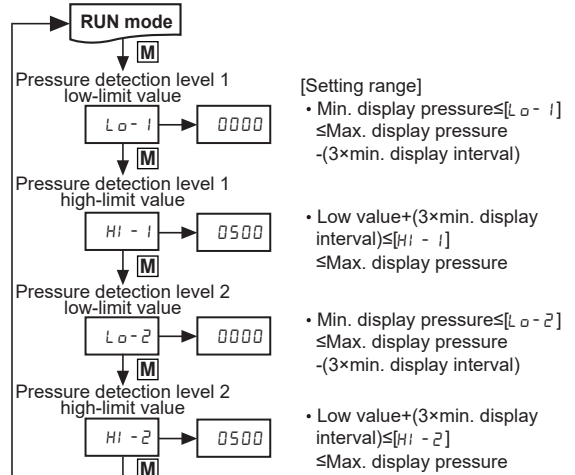 RUN mode
M
Pressure detection level 1
low-limit value
Lo-1
0000
[Setting range]
• Min. display pressure≤[Lo-1]
≤Max. display pressure
-(3×min. display interval)
M
Pressure detection level 1
high-limit value
HI-1
0500
• Low value+(3×min. display
interval)≤[HI-1]
≤Max. display pressure
M
Pressure detection level 2
low-limit value
Lo-2
0000
• Min. display pressure≤[Lo-2]
≤Max. display pressure
-(3×min. display interval)
M
Pressure detection level 2
high-limit value
HI-2
0500
• Low value+(3×min. display
interval)≤[HI-2]
≤Max. display pressure
M